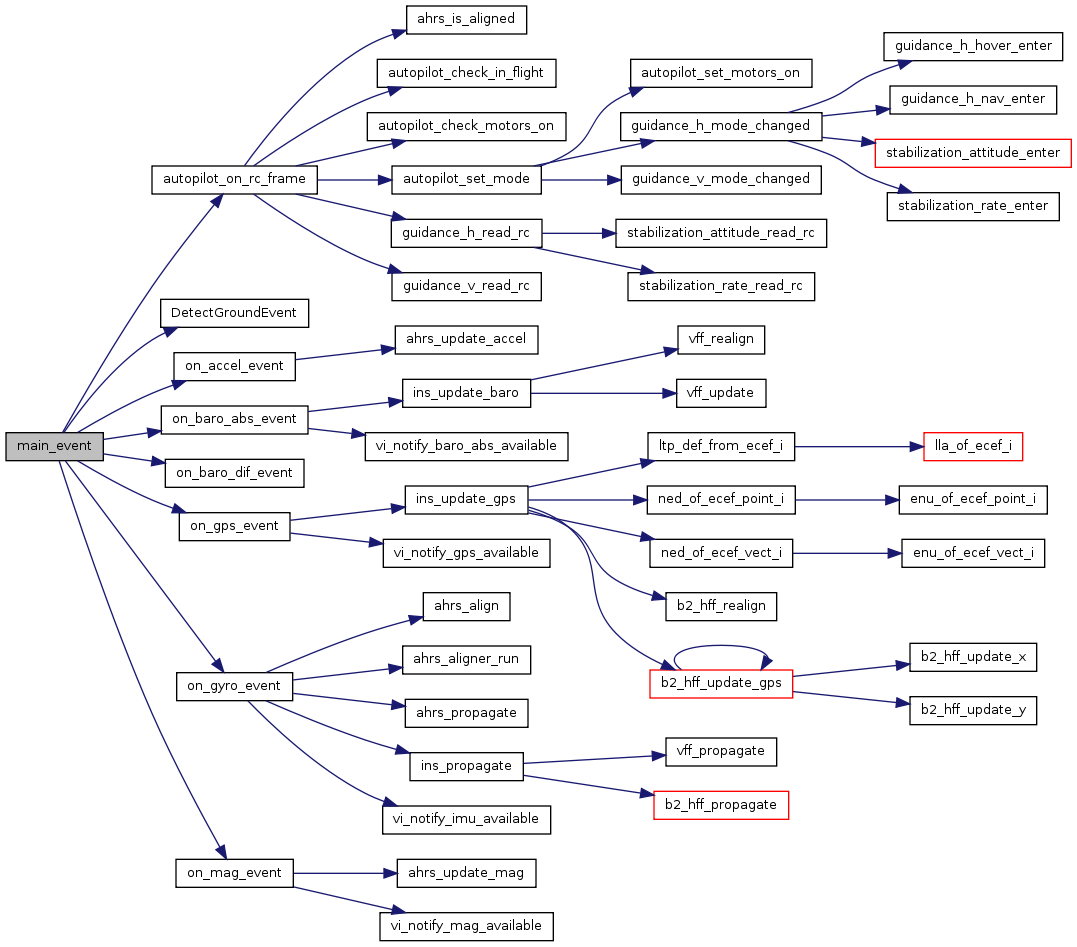 main_event
autopilot_on_rc_frame
ahrs_is_aligned
autopilot_check_in_flight
autopilot_check_motors_on
autopilot_set_mode
autopilot_set_motors_on
guidance_h_mode_changed
guidance_h_hover_enter
guidance_h_nav_enter
stabilization_attitude_enter
stabilization_rate_enter
guidance_v_mode_changed
guidance_h_read_rc
stabilization_attitude_read_rc
stabilization_rate_read_rc
guidance_v_read_rc
DetectGroundEvent
on_accel_event
ahrs_update_accel
on_baro_abs_event
ins_update_baro
vff_realign
vff_update
vi_notify_baro_abs_available
on_baro_dif_event
on_gps_event
ins_update_gps
ltp_def_from_ecef_i
lla_of_ecef_i
ned_of_ecef_point_i
enu_of_ecef_point_i
ned_of_ecef_vect_i
enu_of_ecef_vect_i
b2_hff_realign
b2_hff_update_gps
b2_hff_update_x
b2_hff_update_y
vi_notify_gps_available
on_gyro_event
ahrs_align
ahrs_aligner_run
ahrs_propagate
ins_propagate
vff_propagate
b2_hff_propagate
vi_notify_imu_available
on_mag_event
ahrs_update_mag
vi_notify_mag_available